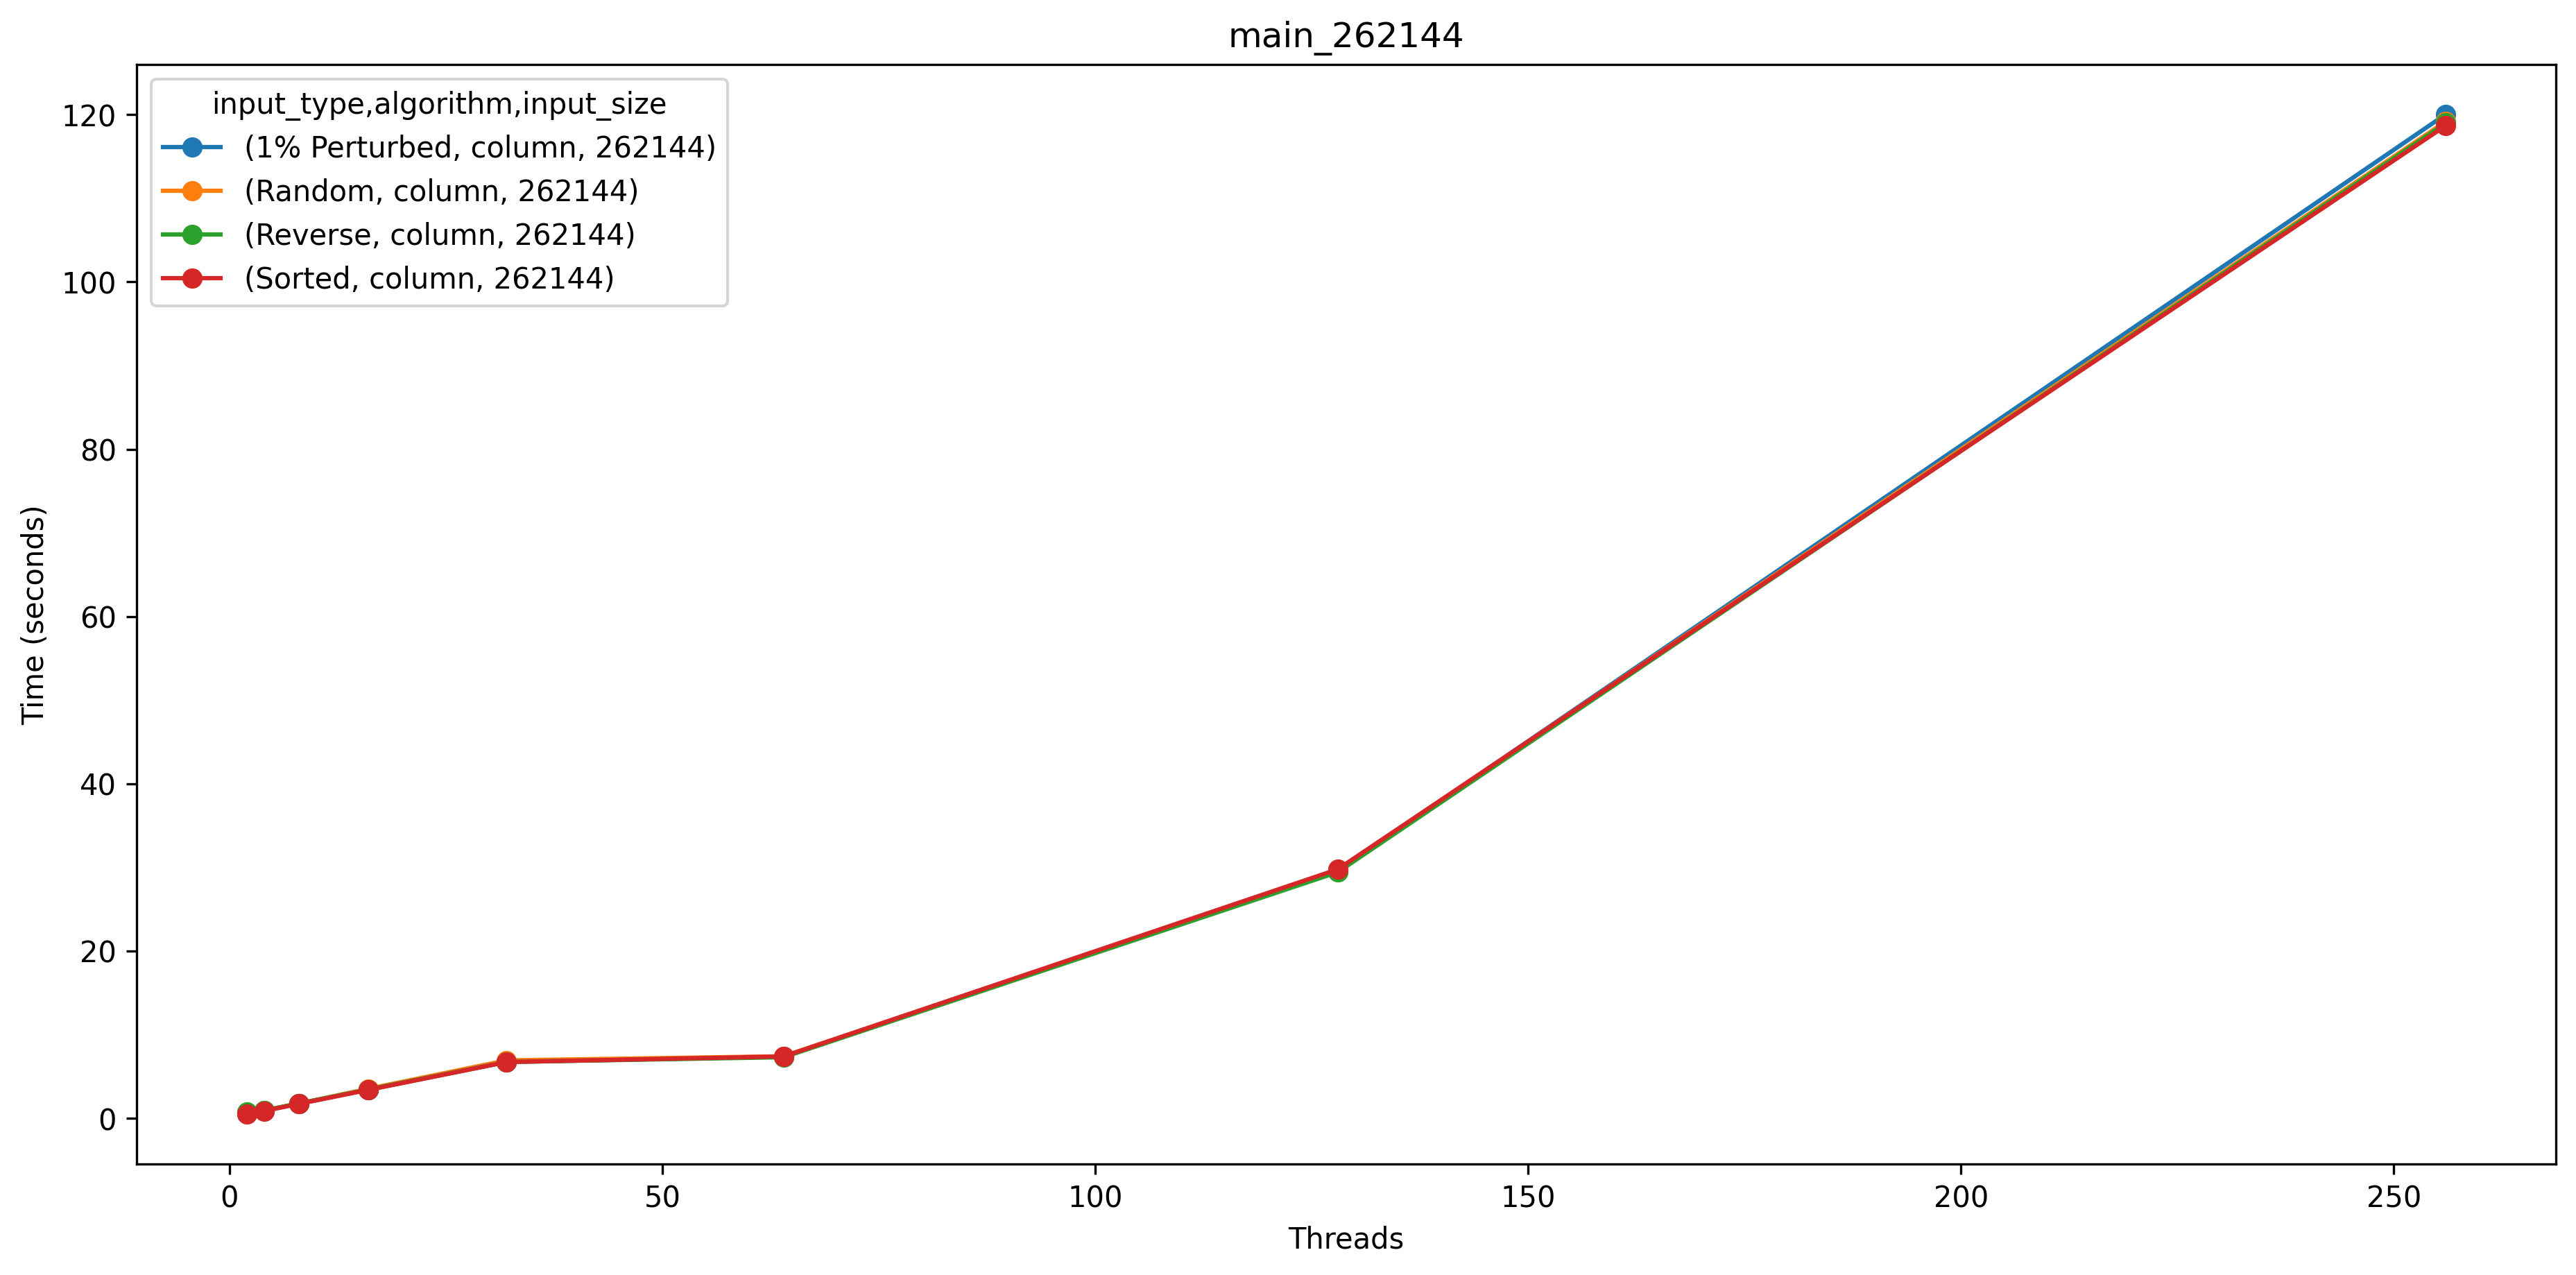 main_262144
input_type,algorithm,input_size
(1% Perturbed, column, 262144)
(Random, column, 262144)
(Reverse, column, 262144)
(Sorted, column, 262144)
120
100
80
60
40
20
0
Time (seconds)
0 50 100 150 200 250
Threads